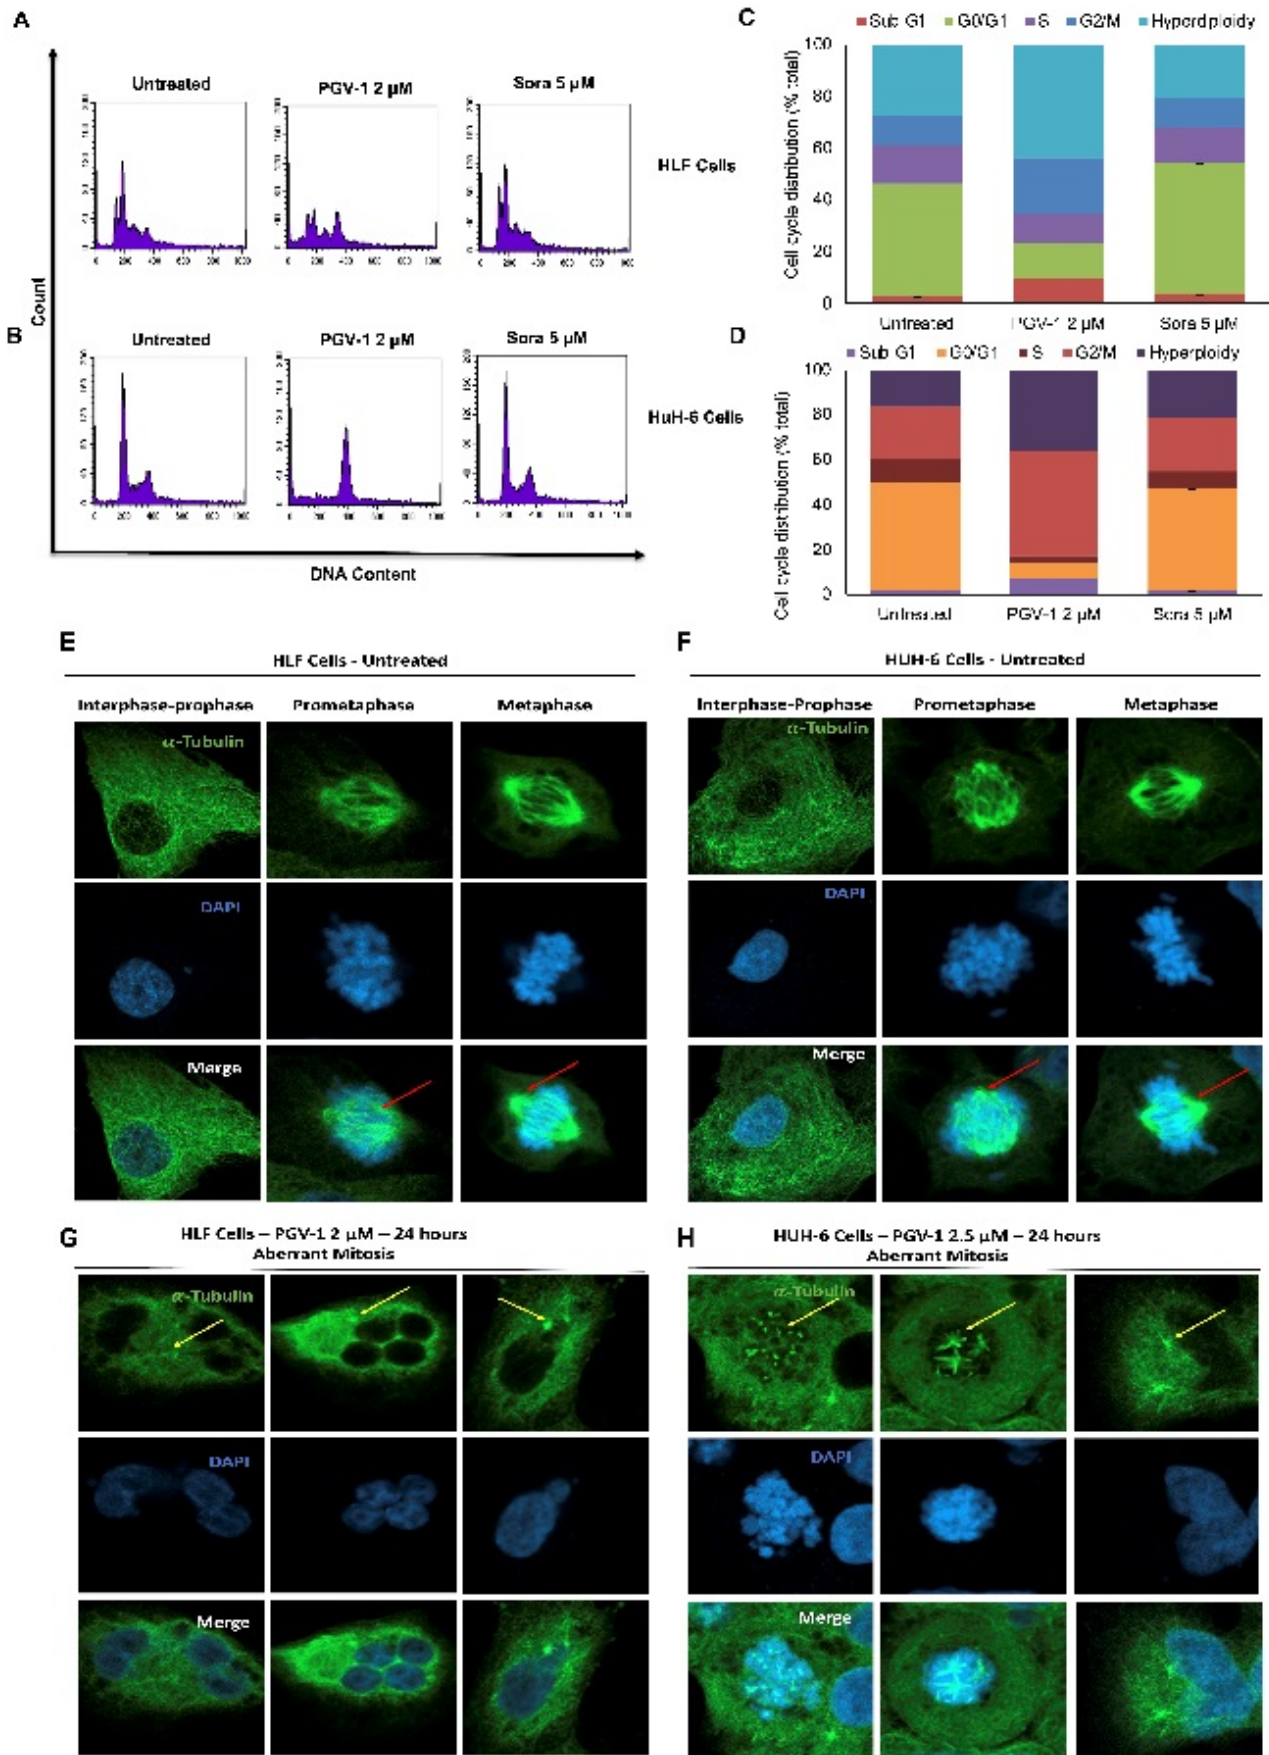 A
Untreated
PGV-1 2 µM
Sora 5 µM
HLF Cells
Count
B
Untreated
PGV-1 2 µM
Sora 5 µM
HuH-6 Cells
DNA Content
C
Sub G1 G0/G1 S G2/M Hyperdiploidy
Cell cycle distribution (% total)
100
80
60
40
20
0
Untreated PGV-1 2 µM Sora 5 µM
D
Sub G1 G0/G1 S G2/M Hyperploidy
Cell cycle distribution (% total)
100
80
60
40
20
0
Untreated PGV-1 2 µM Sora 5 µM
E
HLF Cells - Untreated
Interphase-prophase Prometaphase Metaphase
α-Tubulin
DAPI
Merge
F
HUH-6 Cells - Untreated
Interphase-Prophase Prometaphase Metaphase
α-Tubulin
DAPI
Merge
G
HLF Cells – PGV-1 2 µM – 24 hours
Aberrant Mitosis
α-Tubulin
DAPI
Merge
H
HUH-6 Cells – PGV-1 2.5 µM – 24 hours
Aberrant Mitosis
α-Tubulin
DAPI
Merge